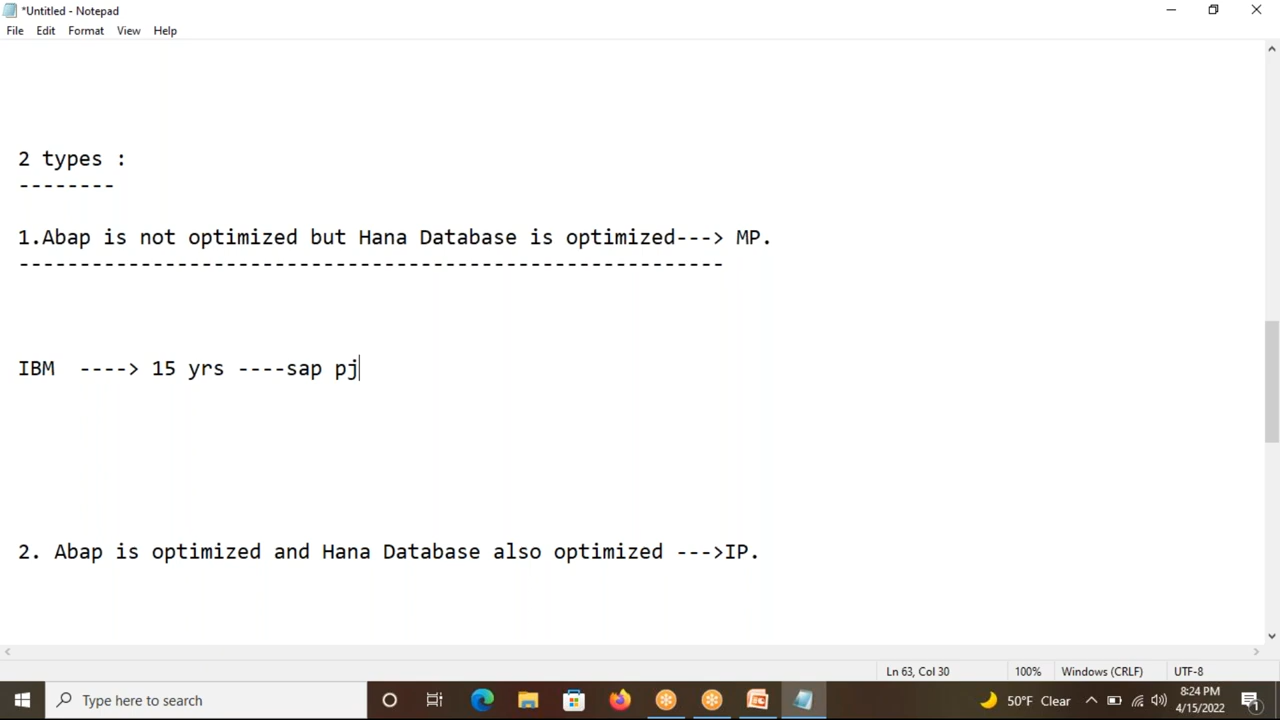 *Untitled - Notepad
File Edit Format View Help
2 types :
--------
1.Abap is not optimized but Hana Database is optimized---> MP.
----------------------------------------------------------
IBM  ----> 15 yrs ----sap pj
2. Abap is optimized and Hana Database also optimized --->IP.
Ln 63, Col 30 100% Windows (CRLF) UTF-8
Type here to search 50°F Clear 8:24 PM
4/15/2022 1